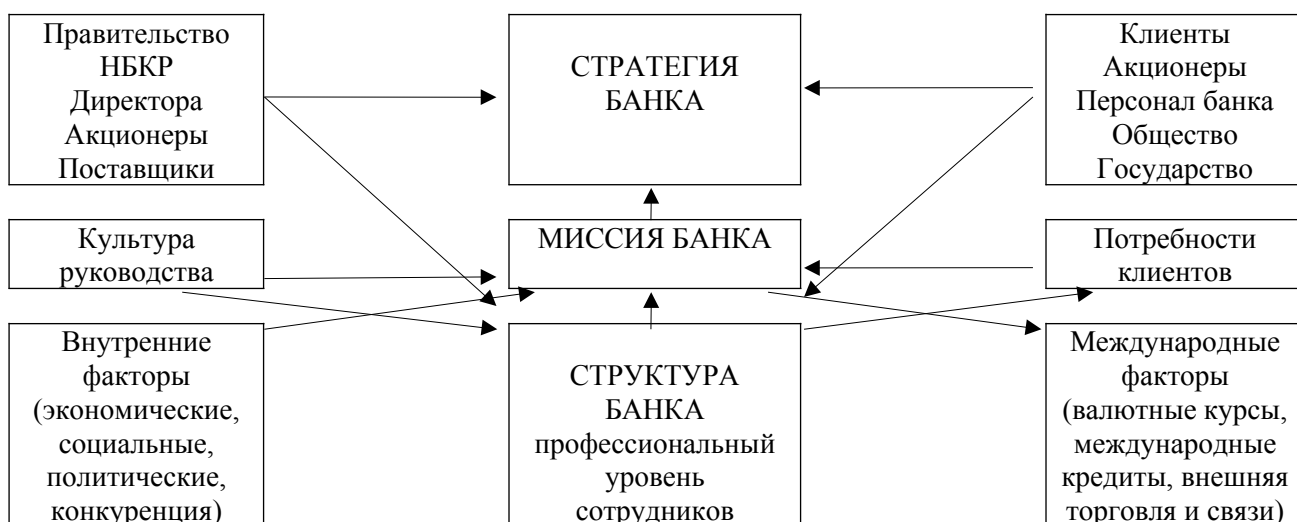 Правительство
НБКР
Директора
Акционеры
Поставщики
СТРАТЕГИЯ
БАНКА
Клиенты
Акционеры
Персонал банка
Общество
Государство
Культура
руководства
МИССИЯ БАНКА
Потребности
клиентов
Внутренние
факторы
(экономические,
социальные,
политические,
конкуренция)
СТРУКТУРА
БАНКА
профессиональный
уровень
сотрудников
Международные
факторы
(валютные курсы,
международные
кредиты, внешняя
торговля и связи)